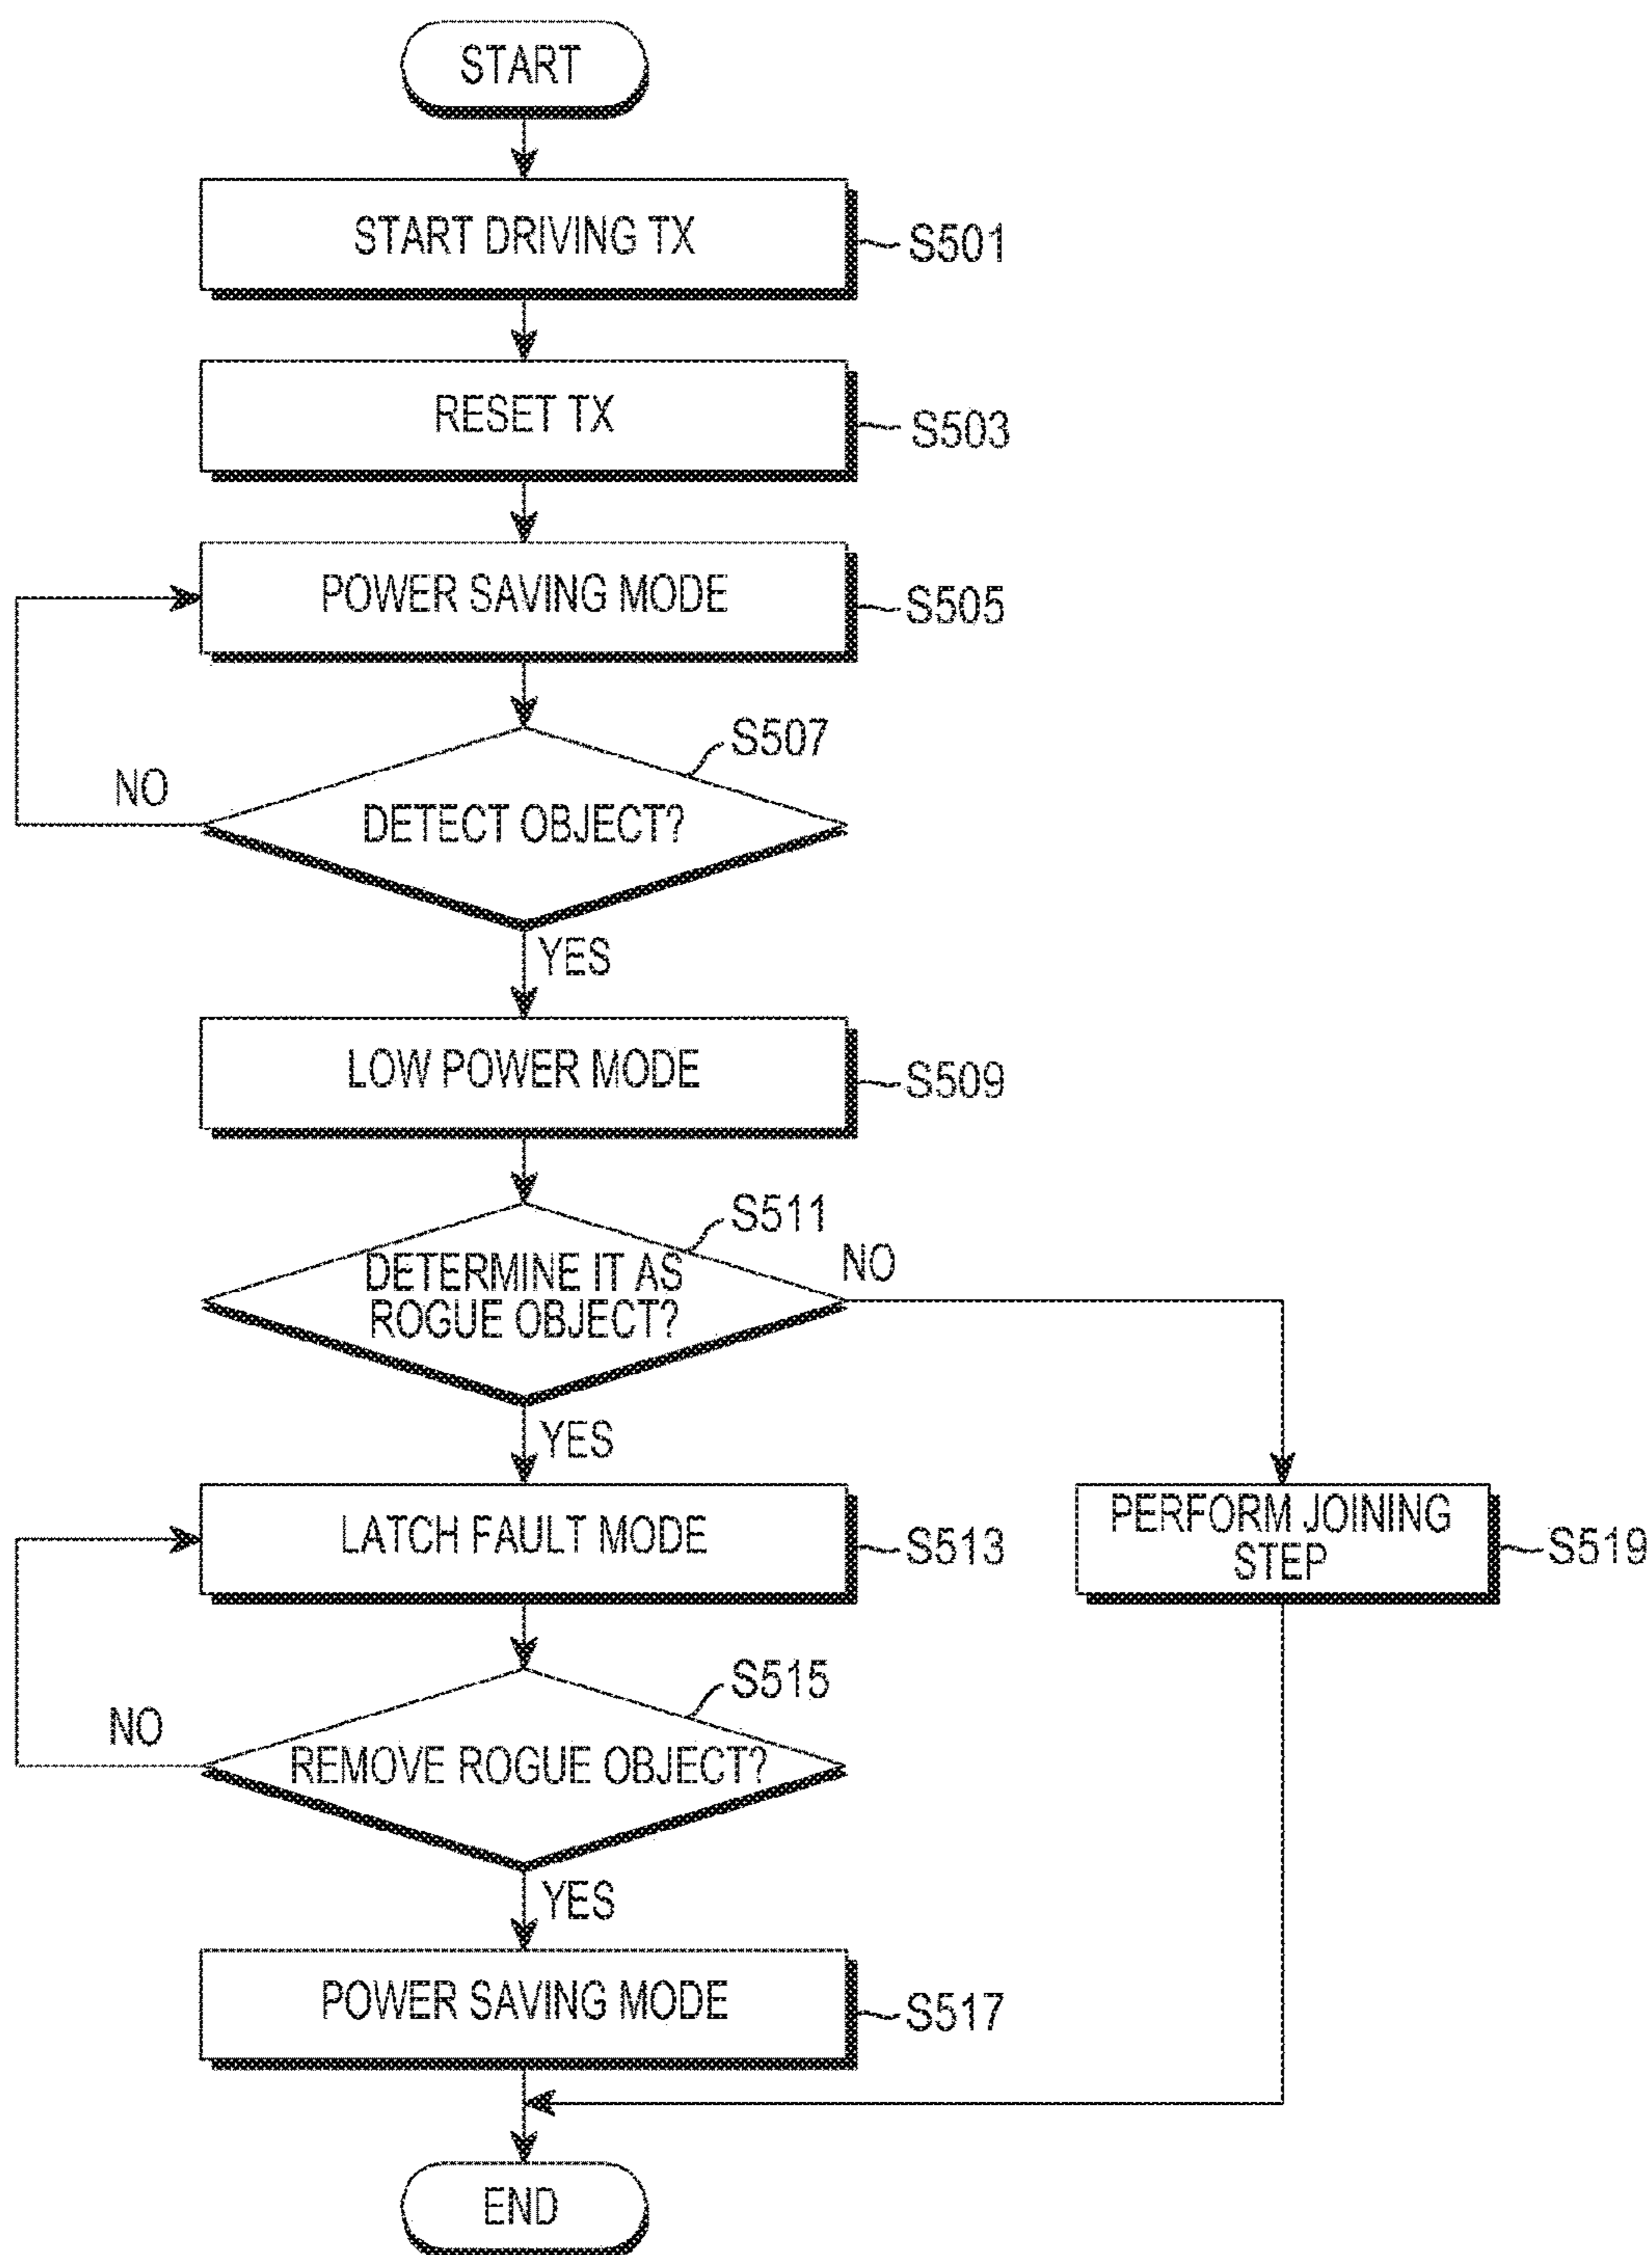 START
START DRIVING TX
S501
RESET TX
S503
POWER SAVING MODE
S505
S507
DETECT OBJECT?
NO
YES
LOW POWER MODE
S509
S511
DETERMINE IT AS
ROGUE OBJECT?
NO
YES
LATCH FAULT MODE
S513
PERFORM JOINING
STEP
S519
S515
REMOVE ROGUE OBJECT?
NO
YES
POWER SAVING MODE
S517
END